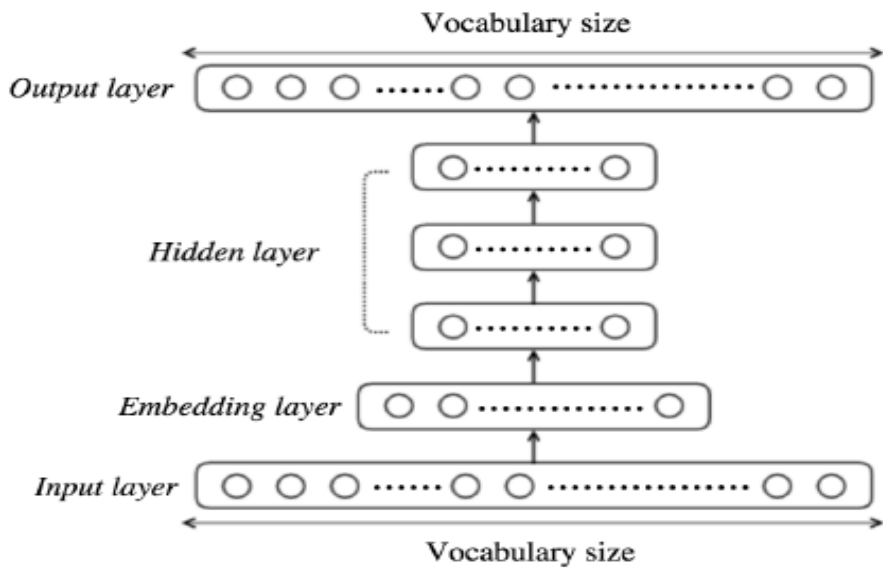 Vocabulary size
Output layer
Hidden layer
Embedding layer
Input layer
Vocabulary size